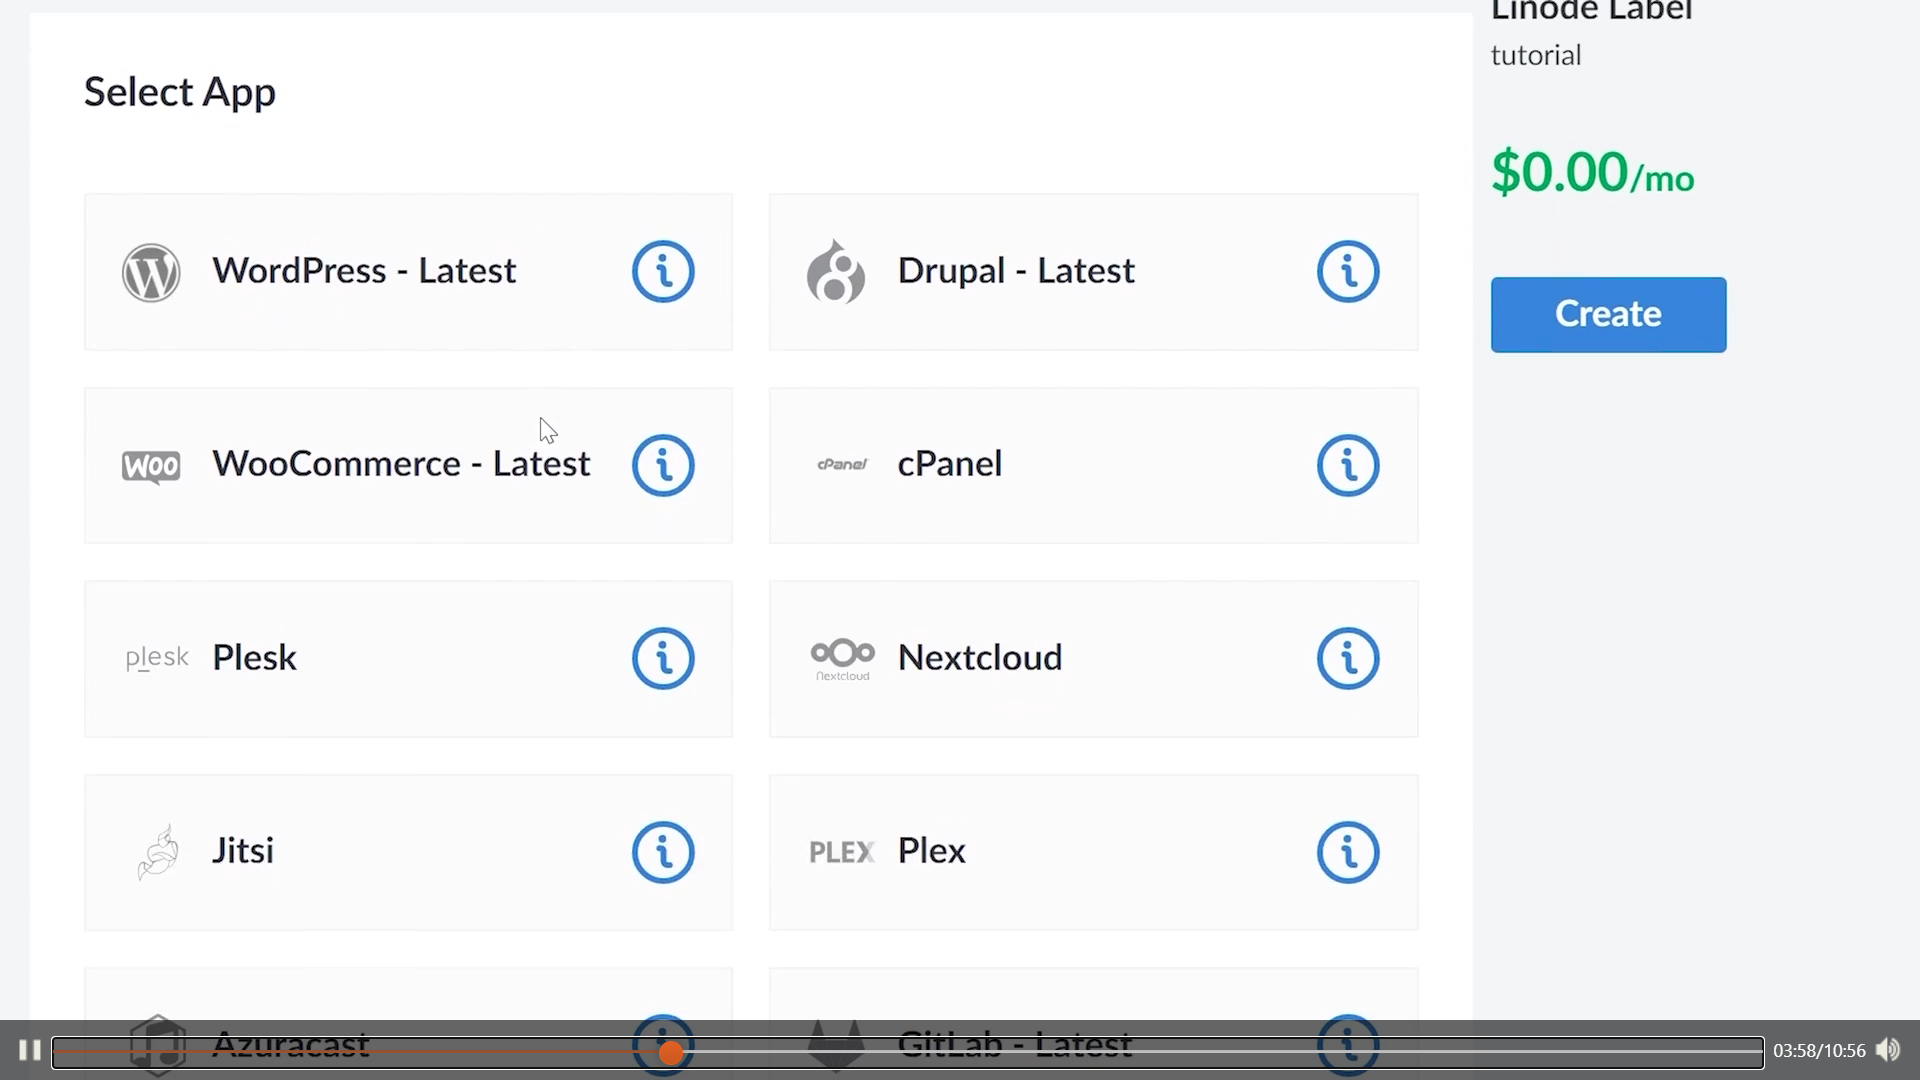 Linode Label
tutorial
Select App
$0.00/mo
WordPress - Latest
Drupal - Latest
Create
WOO WooCommerce - Latest
cPanel cPanel
plesk Plesk
Nextcloud Nextcloud
Jitsi
PLEX Plex
Azuracast
GitLab - Latest
03:58/10:56